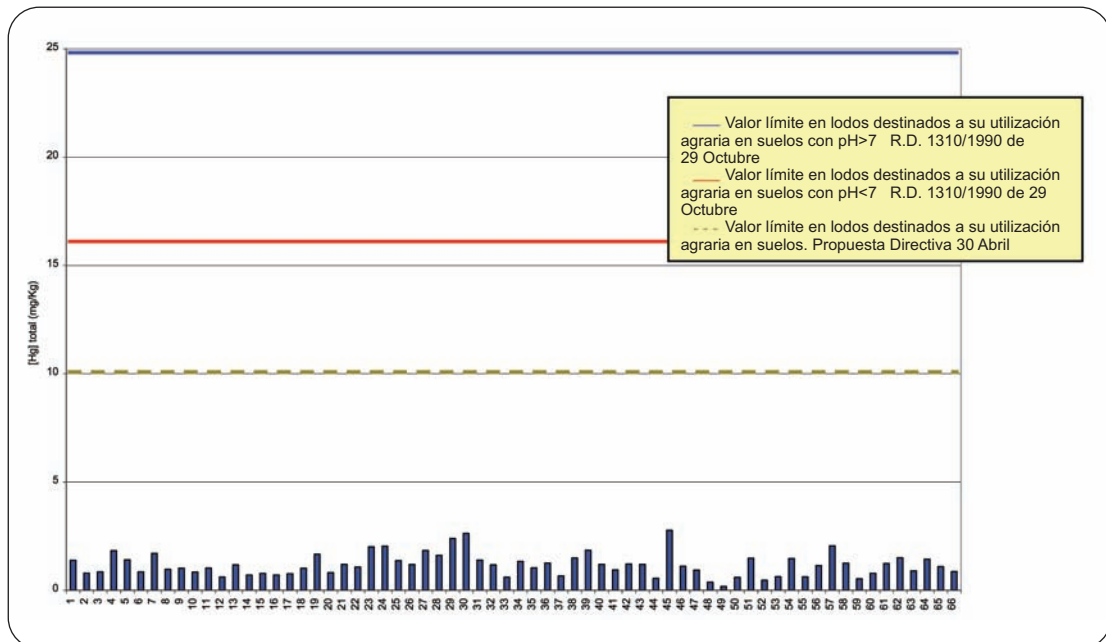 25
Valor límite en lodos destinados a su utilización
agraria en suelos con pH>7 R.D. 1310/1990 de
29 Octubre
Valor límite en lodos destinados a su utilización
agraria en suelos con pH<7 R.D. 1310/1990 de 29
Octubre
Valor límite en lodos destinados a su utilización
agraria en suelos. Propuesta Directiva 30 Abril
20
15
[Hg] total (mg/Kg)
10
5
0
1 2 3 4 5 6 7 8 9 10 11 12 13 14 15 16 17 18 19 20 21 22 23 24 25 26 27 28 29 30 31 32 33 34 35 36 37 38 39 40 41 42 43 44 45 46 47 48 49 50 51 52 53 54 55 56 57 58 59 60 61 62 63 64 65 66